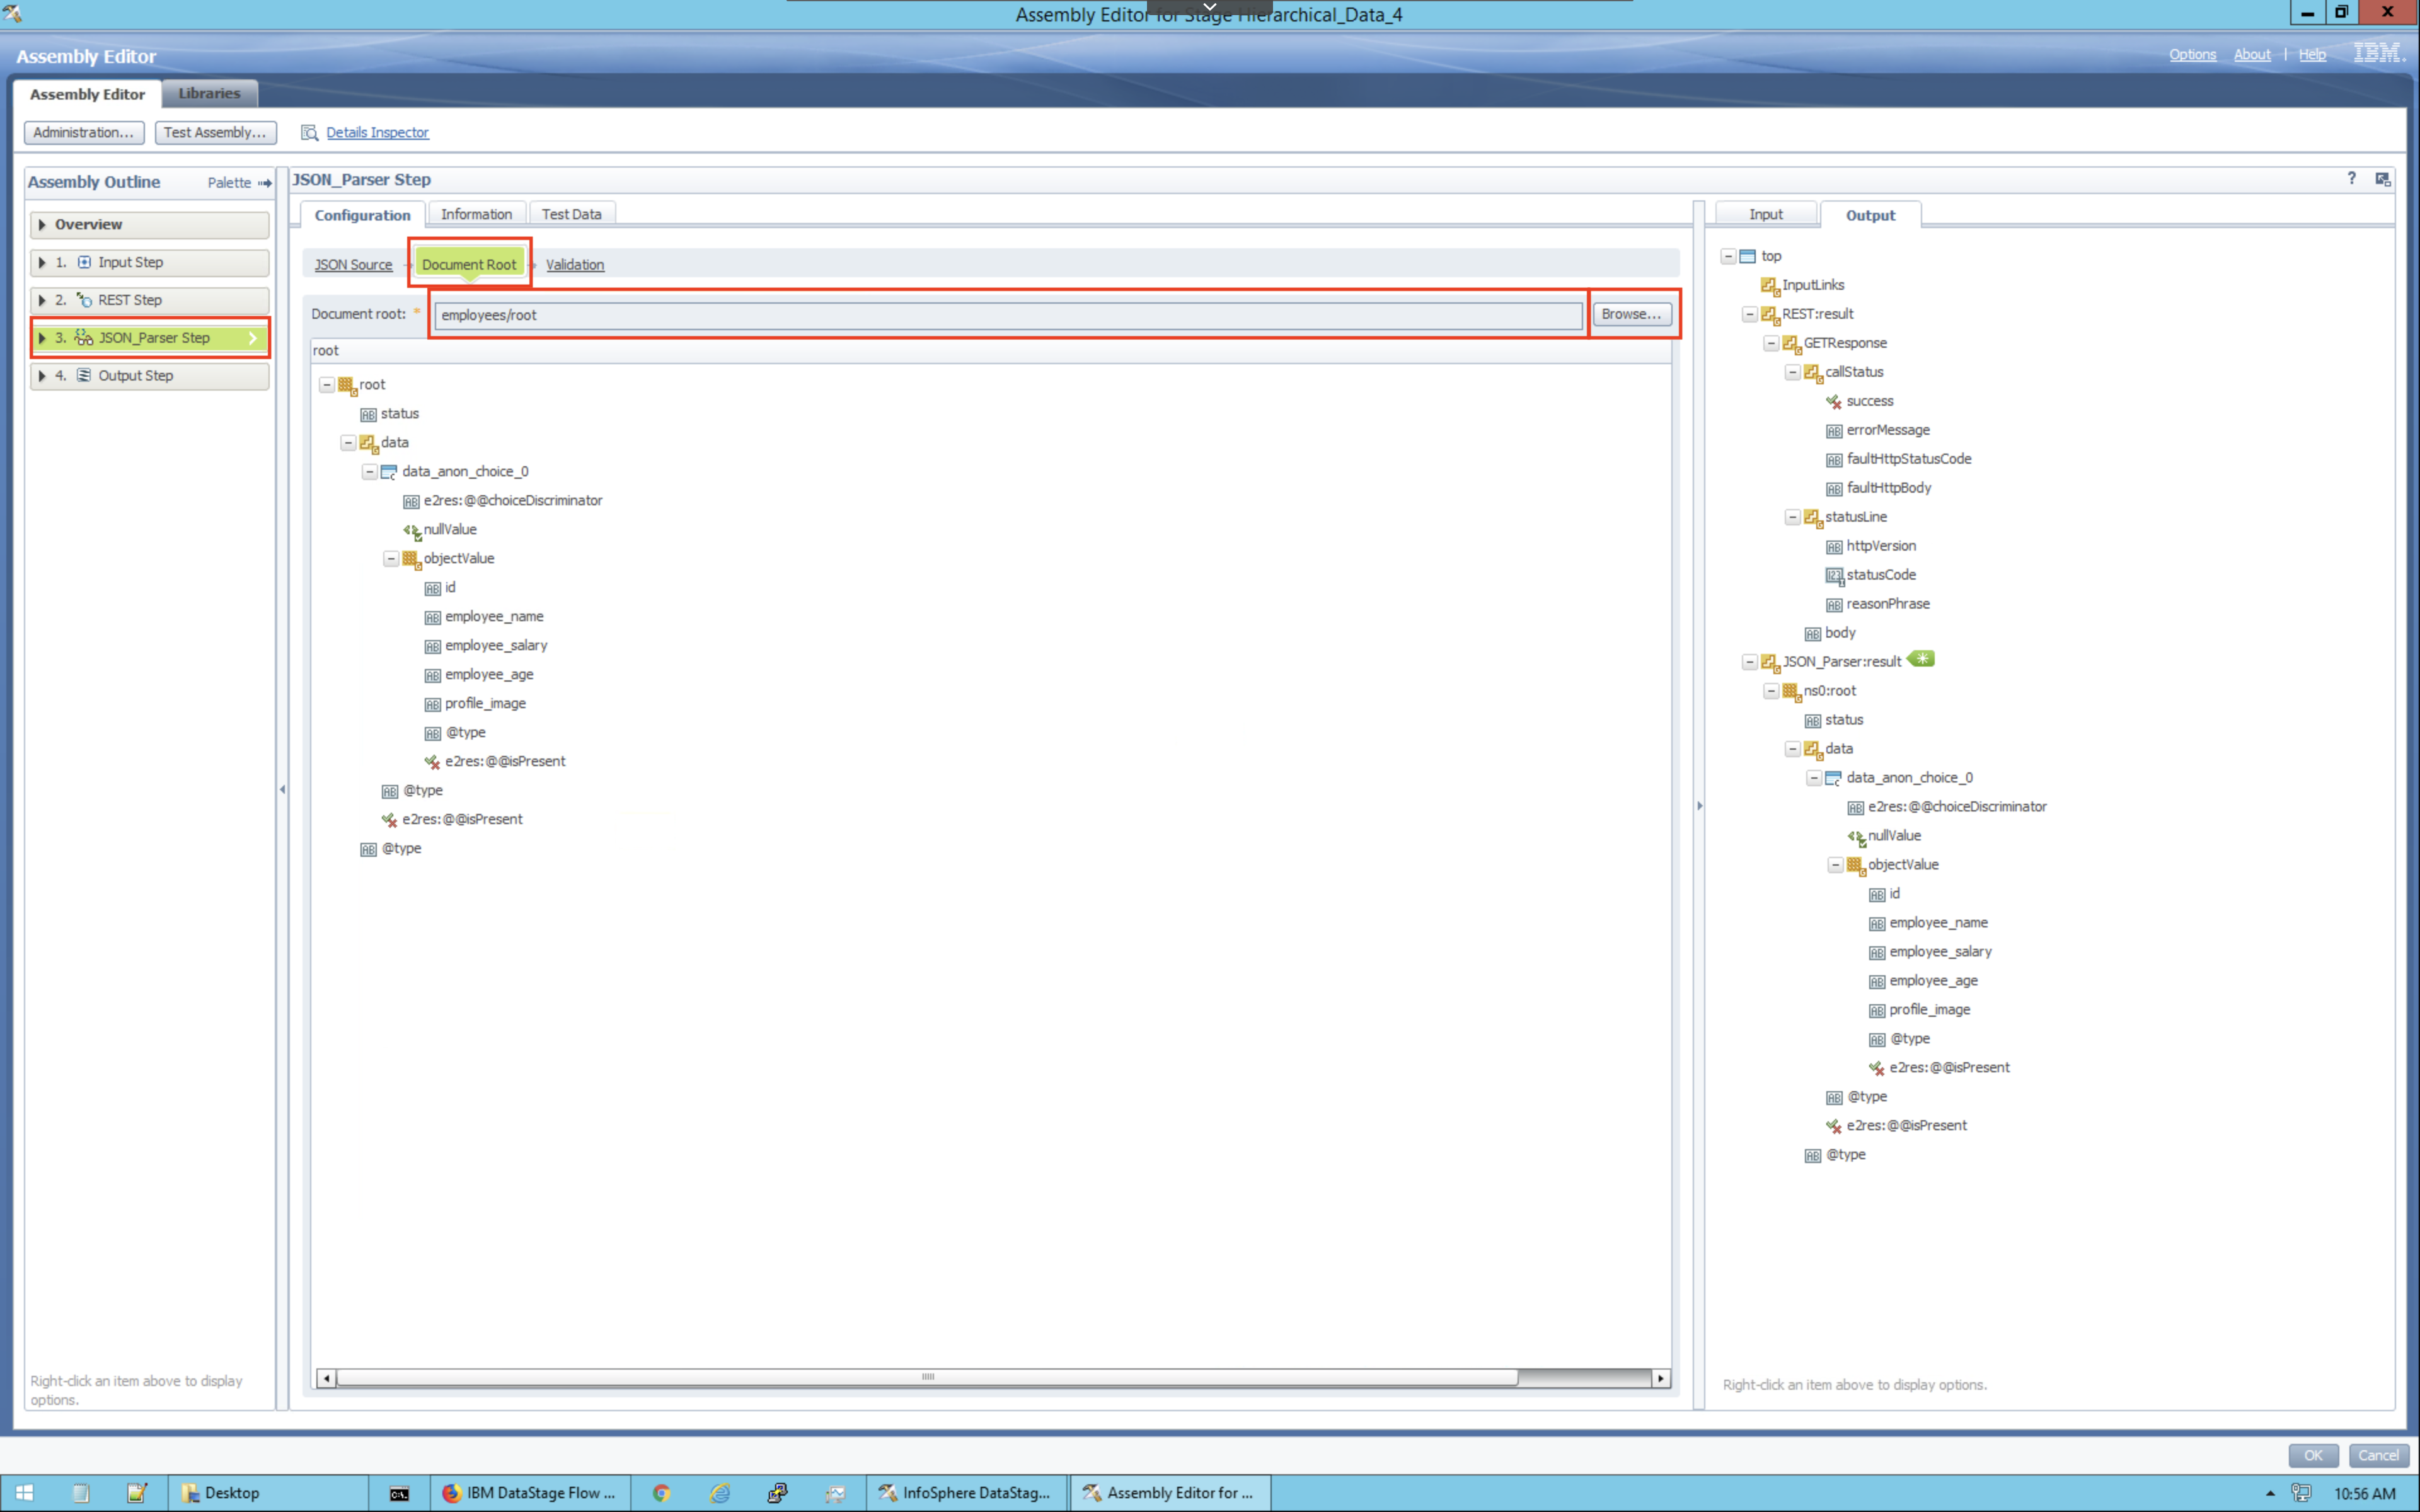 Assembly Editor for Stage Hierarchical_Data_4
Assembly Editor
Options About | Help IBM.
Assembly Editor Libraries
Administration... Test Assembly... Details Inspector
Assembly Outline Palette
Overview
1. Input Step
2. REST Step
3. JSON_Parser Step
4. Output Step
Right-click an item above to display
options.
JSON_Parser Step
?
Configuration Information Test Data
JSON Source Document Root Validation
Document root: * employees/root Browse...
root
root
status
data
data_anon_choice_0
e2res:@@choiceDiscriminator
nullValue
objectValue
id
employee_name
employee_salary
employee_age
profile_image
@type
e2res:@@isPresent
@type
e2res:@@isPresent
@type
Input Output
top
InputLinks
REST:result
GETResponse
callStatus
success
errorMessage
faultHttpStatusCode
faultHttpBody
statusLine
httpVersion
statusCode
reasonPhrase
body
JSON_Parser:result
ns0:root
status
data
data_anon_choice_0
e2res:@@choiceDiscriminator
nullValue
objectValue
id
employee_name
employee_salary
employee_age
profile_image
@type
e2res:@@isPresent
@type
e2res:@@isPresent
@type
Right-click an item above to display options.
OK Cancel
Desktop IBM DataStage Flow ... InfoSphere DataStag... Assembly Editor for ... 10:56 AM